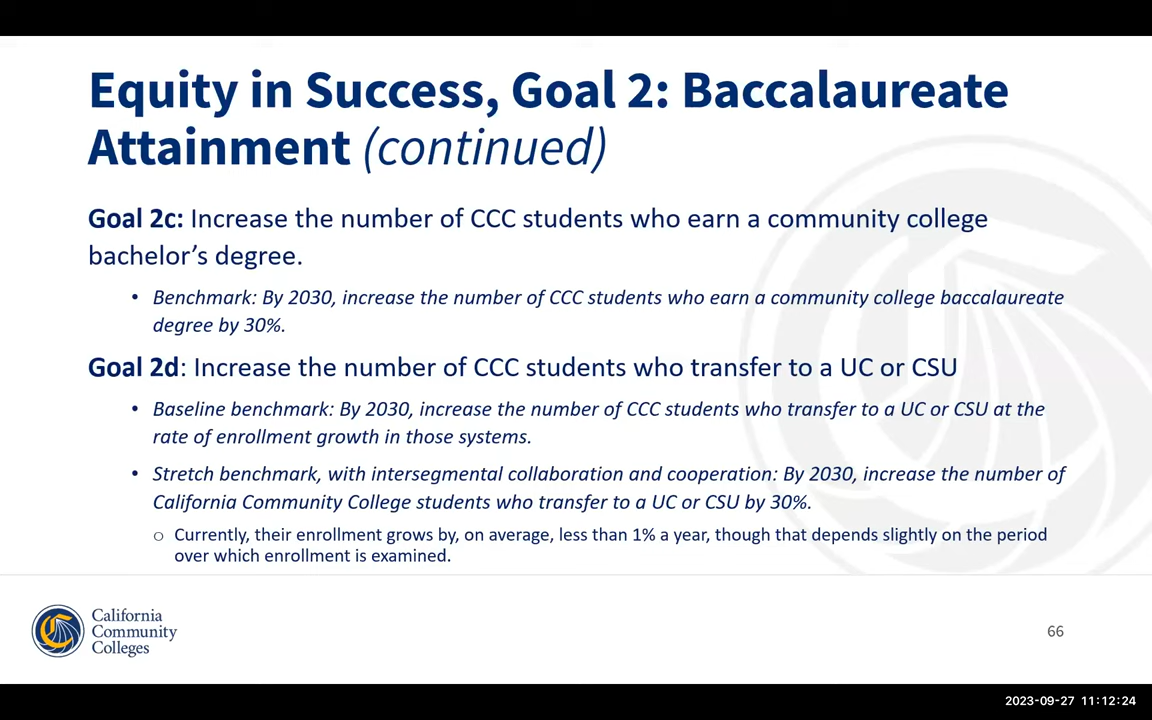 Equity in Success, Goal 2: Baccalaureate
Attainment (continued)
Goal 2c: Increase the number of CCC students who earn a community college
bachelor’s degree.
• Benchmark: By 2030, increase the number of CCC students who earn a community college baccalaureate
degree by 30%.
Goal 2d: Increase the number of CCC students who transfer to a UC or CSU
• Baseline benchmark: By 2030, increase the number of CCC students who transfer to a UC or CSU at the
rate of enrollment growth in those systems.
• Stretch benchmark, with intersegmental collaboration and cooperation: By 2030, increase the number of
California Community College students who transfer to a UC or CSU by 30%.
o Currently, their enrollment grows by, on average, less than 1% a year, though that depends slightly on the period
over which enrollment is examined.
California
Community
Colleges
66
2023-09-27 11:12:24